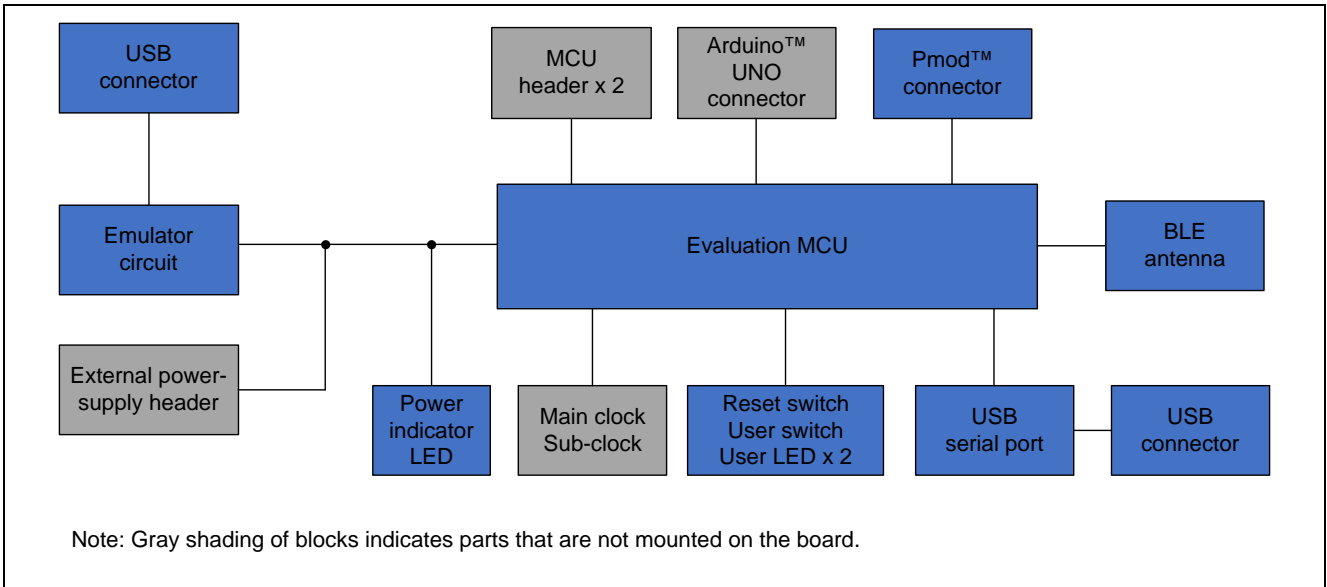 USB
connector
MCU
header x 2
Arduino™
UNO
connector
Pmod™
connector
Emulator
circuit
Evaluation MCU
BLE
antenna
External power-
supply header
Power
indicator
LED
Main clock
Sub-clock
Reset switch
User switch
User LED x 2
USB
serial port
USB
connector
Note: Gray shading of blocks indicates parts that are not mounted on the board.